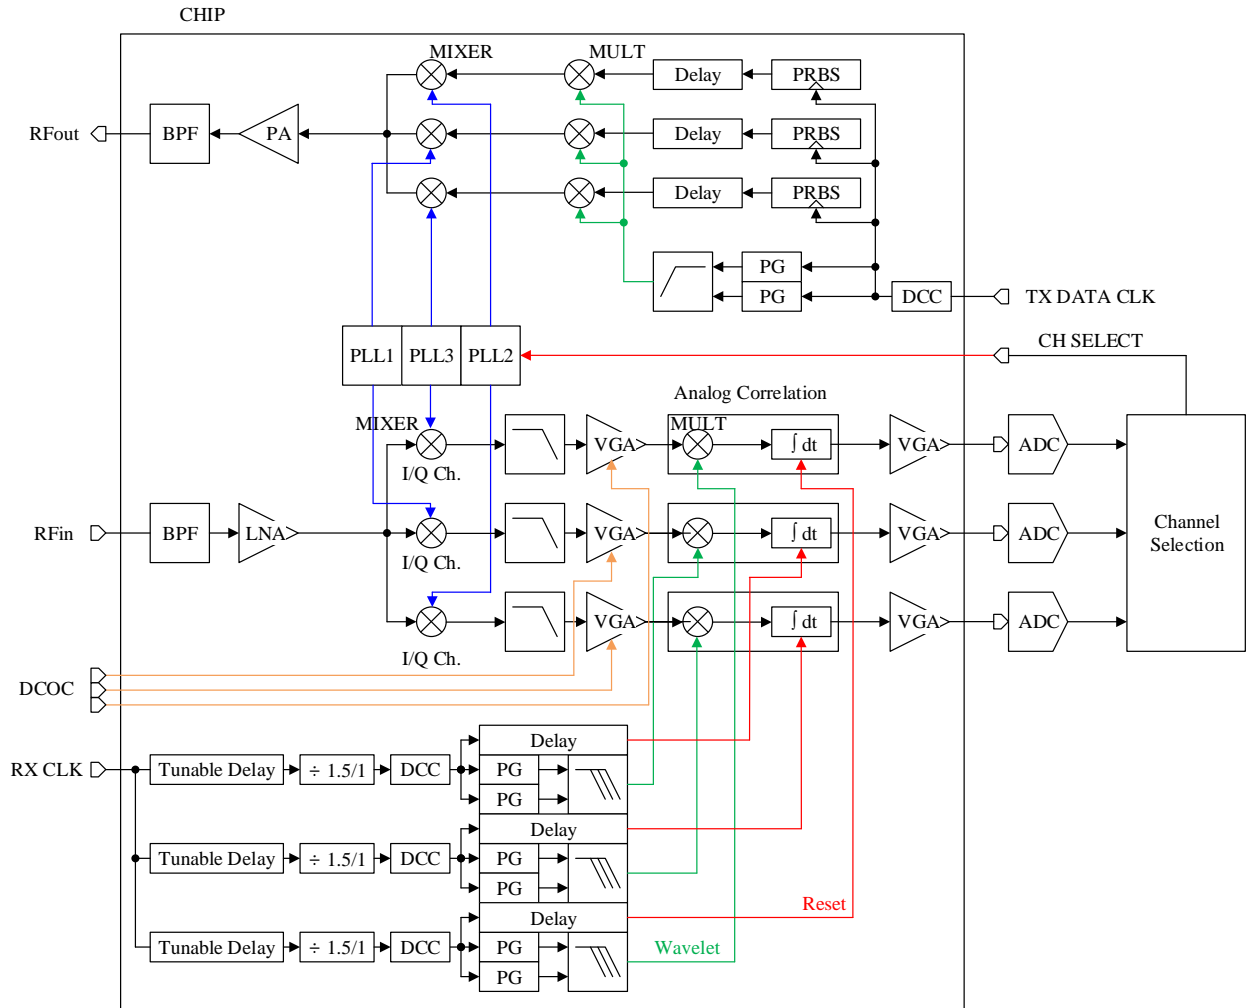 CHIP
MIXER
MULT
Delay
PRBS
RFout
BPF
PA
Delay
PRBS
Delay
PRBS
PG
PG
DCC
TX DATA CLK
PLL1
PLL3
PLL2
CH SELECT
Analog Correlation
MIXER
MULT
VGA
∫ dt
VGA
ADC
I/Q Ch.
RFin
BPF
LNA
VGA
∫ dt
VGA
ADC
Channel
Selection
I/Q Ch.
VGA
∫ dt
VGA
ADC
I/Q Ch.
DCOC
Delay
RX CLK
Tunable Delay
÷ 1.5/1
DCC
PG
PG
Delay
Tunable Delay
÷ 1.5/1
DCC
PG
PG
Reset
Delay
Tunable Delay
÷ 1.5/1
DCC
PG
Wavelet
PG